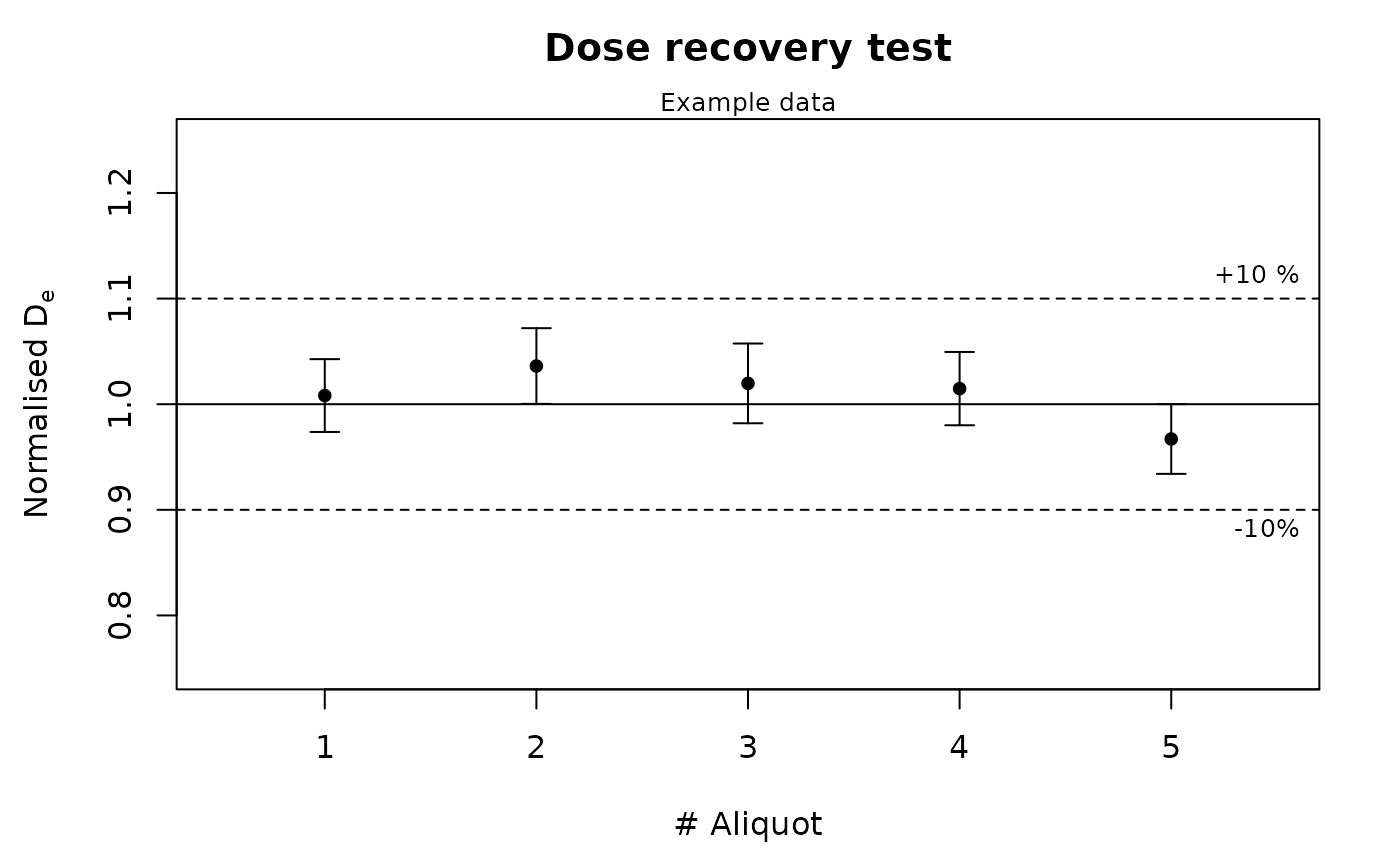 Dose recovery test
Example data
Normalised Dₑ
1.2
1.1
1.0
0.9
0.8
+10 %
-10%
1 2 3 4 5
# Aliquot